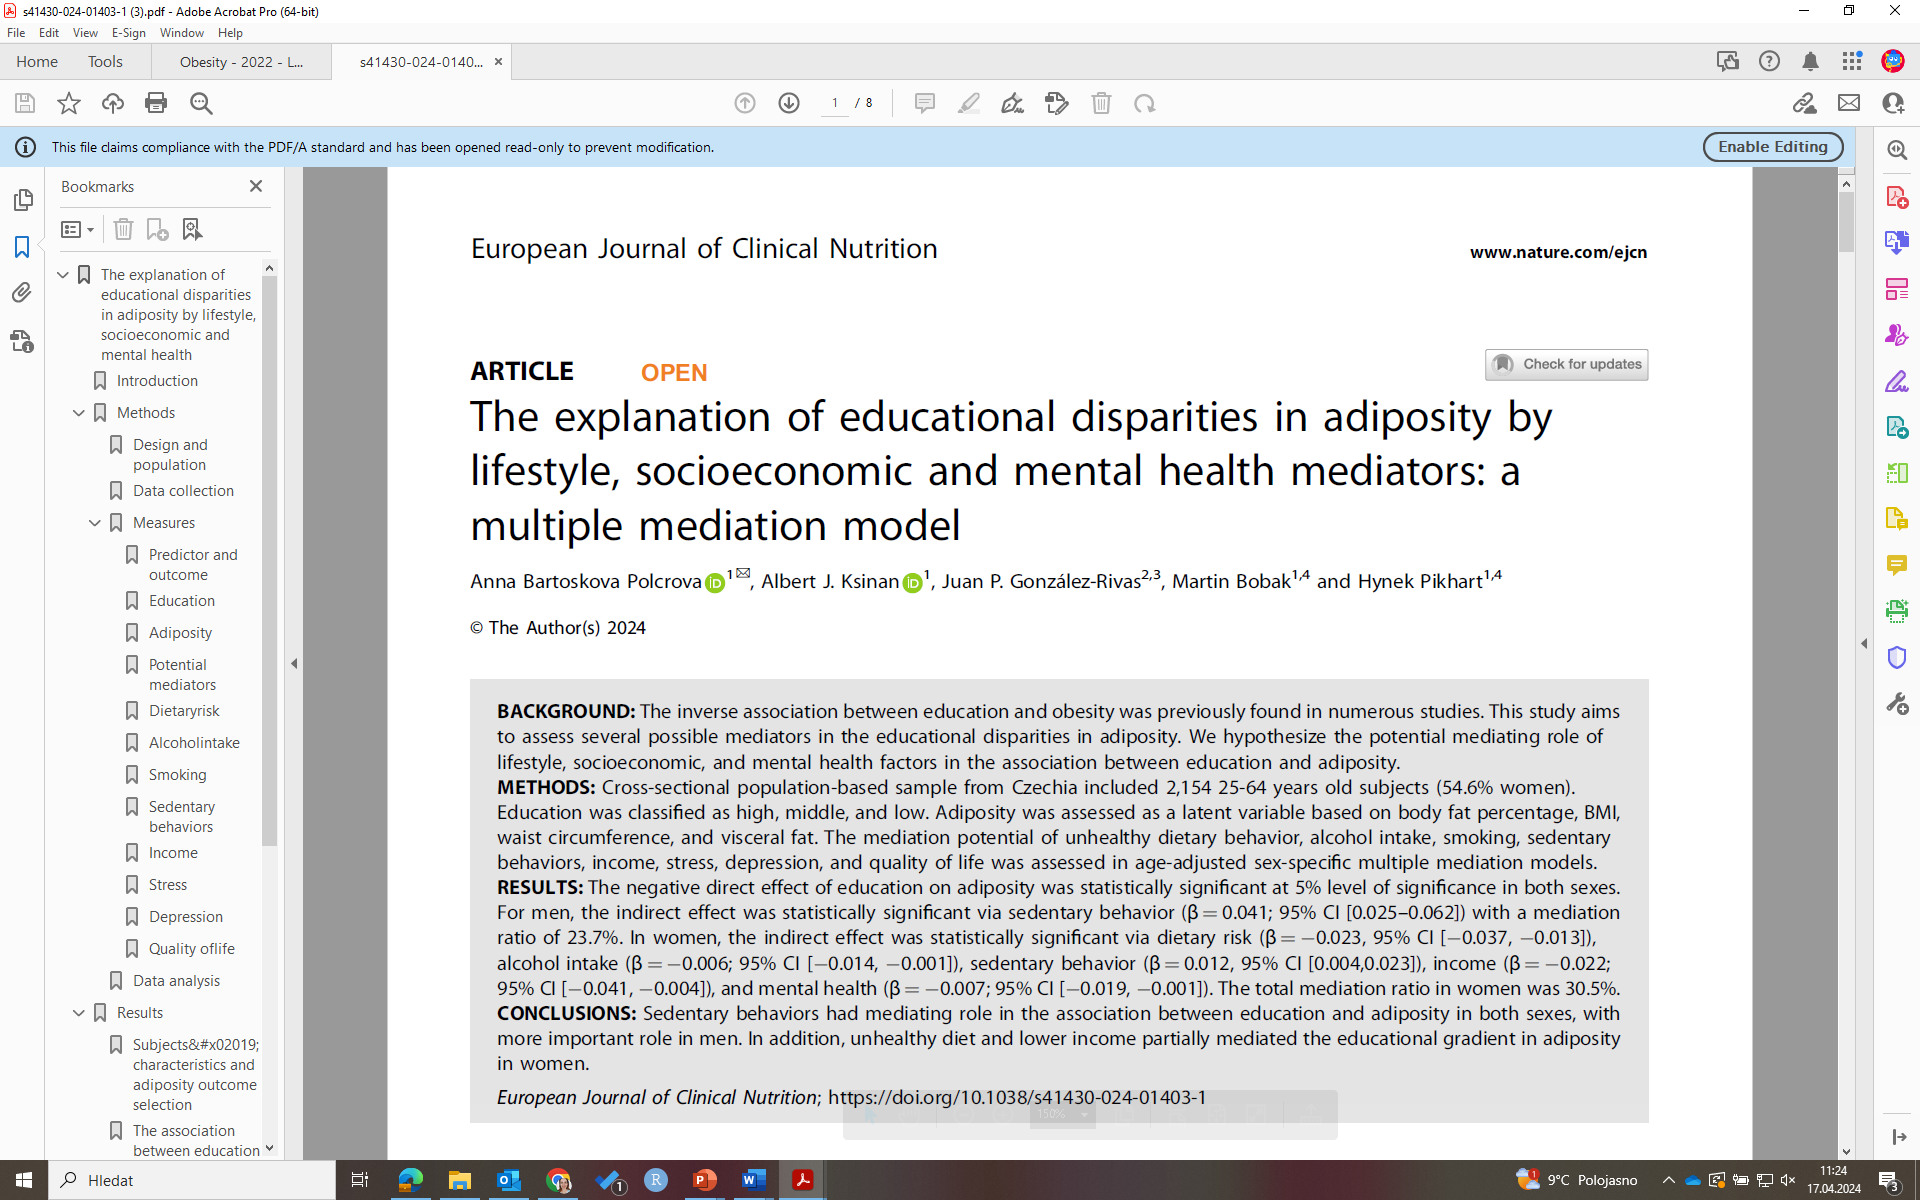 s41430-024-01403-1 (3).pdf - Adobe Acrobat Pro (64-bit)
File Edit View E-Sign Window Help
Home Tools Obesity - 2022 - L... s41430-024-0140... ×
1 / 8
This file claims compliance with the PDF/A standard and has been opened read-only to prevent modification.
Enable Editing
Bookmarks
The explanation of
educational disparities
in adiposity by lifestyle,
socioeconomic and
mental health
Introduction
Methods
Design and
population
Data collection
Measures
Predictor and
outcome
Education
Adiposity
Potential
mediators
Dietaryrisk
Alcoholintake
Smoking
Sedentary
behaviors
Income
Stress
Depression
Quality oflife
Data analysis
Results
Subjects&#x02019;
characteristics and
adiposity outcome
selection
The association
between education
European Journal of Clinical Nutrition
www.nature.com/ejcn
ARTICLE OPEN
Check for updates
The explanation of educational disparities in adiposity by
lifestyle, socioeconomic and mental health mediators: a
multiple mediation model
Anna Bartoskova Polcrova iD 1✉, Albert J. Ksinan iD 1, Juan P. González-Rivas2,3, Martin Bobak1,4 and Hynek Pikhart1,4
© The Author(s) 2024
BACKGROUND: The inverse association between education and obesity was previously found in numerous studies. This study aims
to assess several possible mediators in the educational disparities in adiposity. We hypothesize the potential mediating role of
lifestyle, socioeconomic, and mental health factors in the association between education and adiposity.
METHODS: Cross-sectional population-based sample from Czechia included 2,154 25-64 years old subjects (54.6% women).
Education was classified as high, middle, and low. Adiposity was assessed as a latent variable based on body fat percentage, BMI,
waist circumference, and visceral fat. The mediation potential of unhealthy dietary behavior, alcohol intake, smoking, sedentary
behaviors, income, stress, depression, and quality of life was assessed in age-adjusted sex-specific multiple mediation models.
RESULTS: The negative direct effect of education on adiposity was statistically significant at 5% level of significance in both sexes.
For men, the indirect effect was statistically significant via sedentary behavior (β = 0.041; 95% CI [0.025–0.062]) with a mediation
ratio of 23.7%. In women, the indirect effect was statistically significant via dietary risk (β = −0.023, 95% CI [−0.037, −0.013]),
alcohol intake (β = −0.006; 95% CI [−0.014, −0.001]), sedentary behavior (β = 0.012, 95% CI [0.004,0.023]), income (β = −0.022;
95% CI [−0.041, −0.004]), and mental health (β = −0.007; 95% CI [−0.019, −0.001]). The total mediation ratio in women was 30.5%.
CONCLUSIONS: Sedentary behaviors had mediating role in the association between education and adiposity in both sexes, with
more important role in men. In addition, unhealthy diet and lower income partially mediated the educational gradient in adiposity
in women.
European Journal of Clinical Nutrition; https://doi.org/10.1038/s41430-024-01403-1
150%
Hledat
9°C Polojasno
11:24
17.04.2024